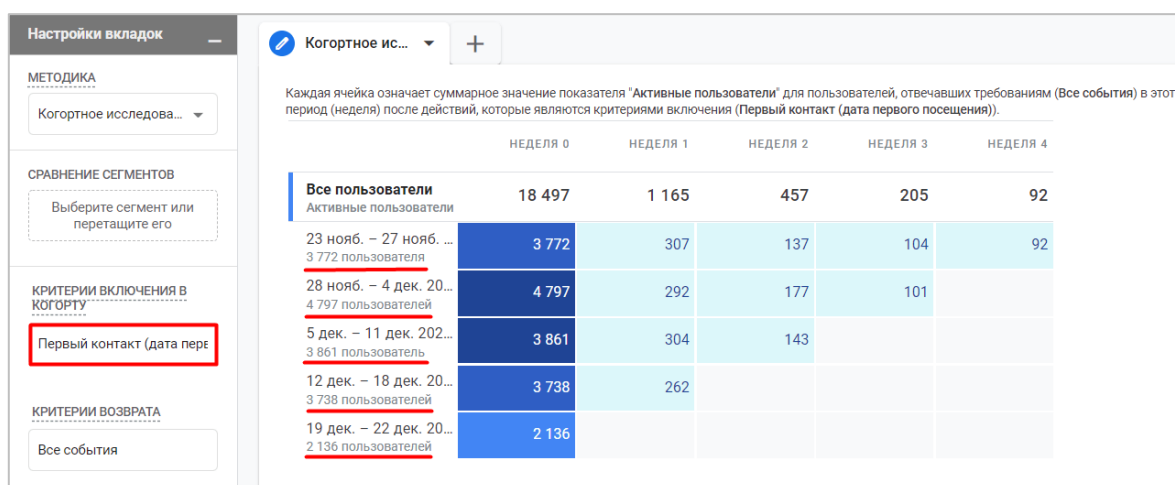 Настройки вкладок
МЕТОДИКА
Когортное исследова...
СРАВНЕНИЕ СЕГМЕНТОВ
Выберите сегмент или
перетащите его
КРИТЕРИИ ВКЛЮЧЕНИЯ В
КОГОРТУ
Первый контакт (дата перв
КРИТЕРИИ ВОЗВРАТА
Все события
Когортное ис...
Каждая ячейка означает суммарное значение показателя "Активные пользователи" для пользователей, отвечавших требованиям (Все события) в этот
период (неделя) после действий, которые являются критериями включения (Первый контакт (дата первого посещения)).
НЕДЕЛЯ 0 НЕДЕЛЯ 1 НЕДЕЛЯ 2 НЕДЕЛЯ 3 НЕДЕЛЯ 4
Все пользователи 18 497 1 165 457 205 92
Активные пользователи
23 нояб. – 27 нояб. ... 3 772 307 137 104 92
3 772 пользователя
28 нояб. – 4 дек. 20... 4 797 292 177 101
4 797 пользователей
5 дек. – 11 дек. 202... 3 861 304 143
3 861 пользователь
12 дек. – 18 дек. 20... 3 738 262
3 738 пользователей
19 дек. – 22 дек. 20... 2 136
2 136 пользователей